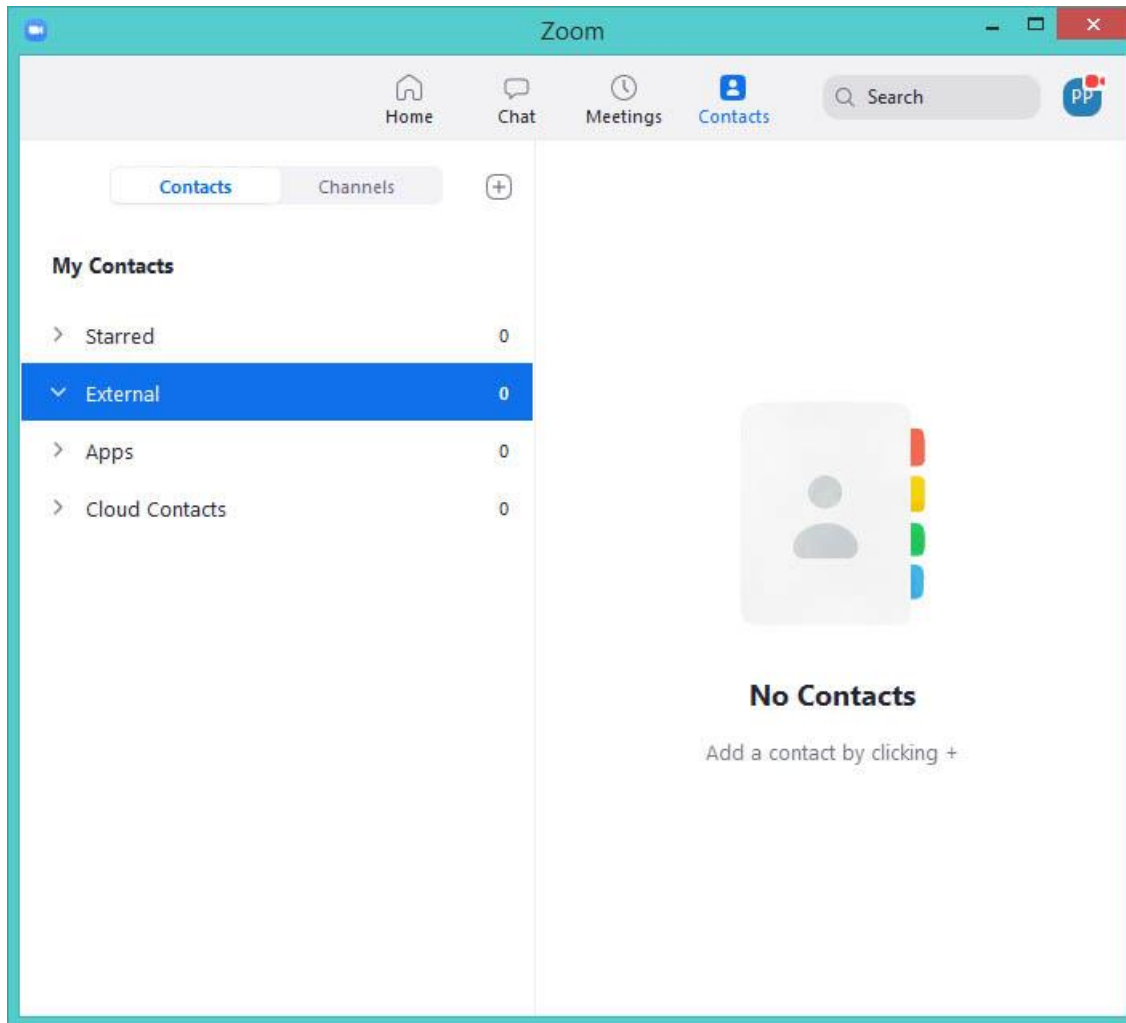 Zoom
Home Chat Meetings Contacts Search PP
Contacts Channels
My Contacts
Starred 0
External 0
Apps 0
Cloud Contacts 0
No Contacts
Add a contact by clicking +